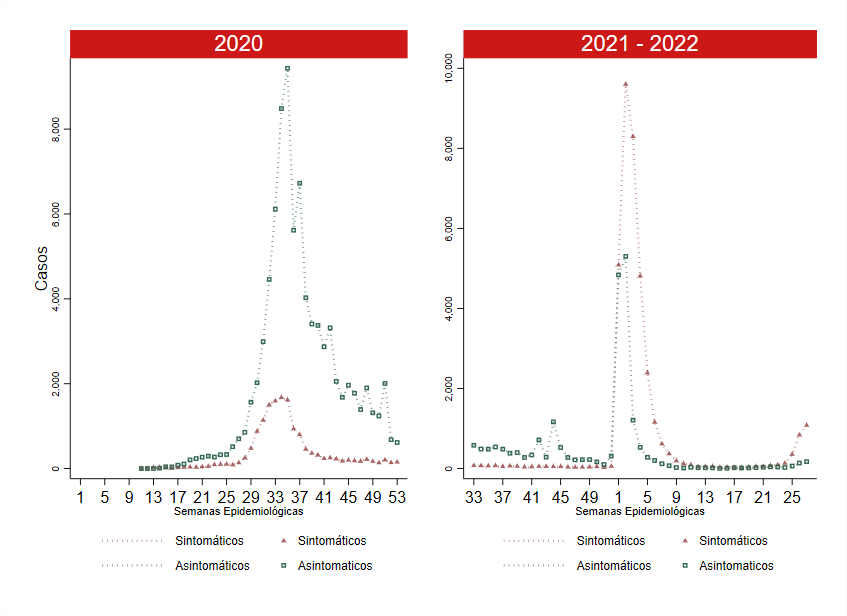 2020
2021 - 2022
Casos
0
2,000
4,000
6,000
8,000
0
2,000
4,000
6,000
8,000
10,000
1 5 9 13 17 21 25 29 33 37 41 45 49 53
33 37 41 45 49 1 5 9 13 17 21 25
Semanas Epidemiológicas
Semanas Epidemiológicas
Sintomáticos Sintomáticos
Asintomáticos Asintomaticos
Sintomáticos Sintomáticos
Asintomáticos Asintomaticos